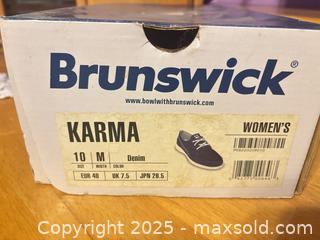 Brunswick®
www.bowlwithbrunswick.com
KARMA
WOMEN'S
10 M Denim
SIZE WIDTH COLOR
EUR 40 UK 7.5 JPN 28.5
Copyright © 2025 - maxsold.com